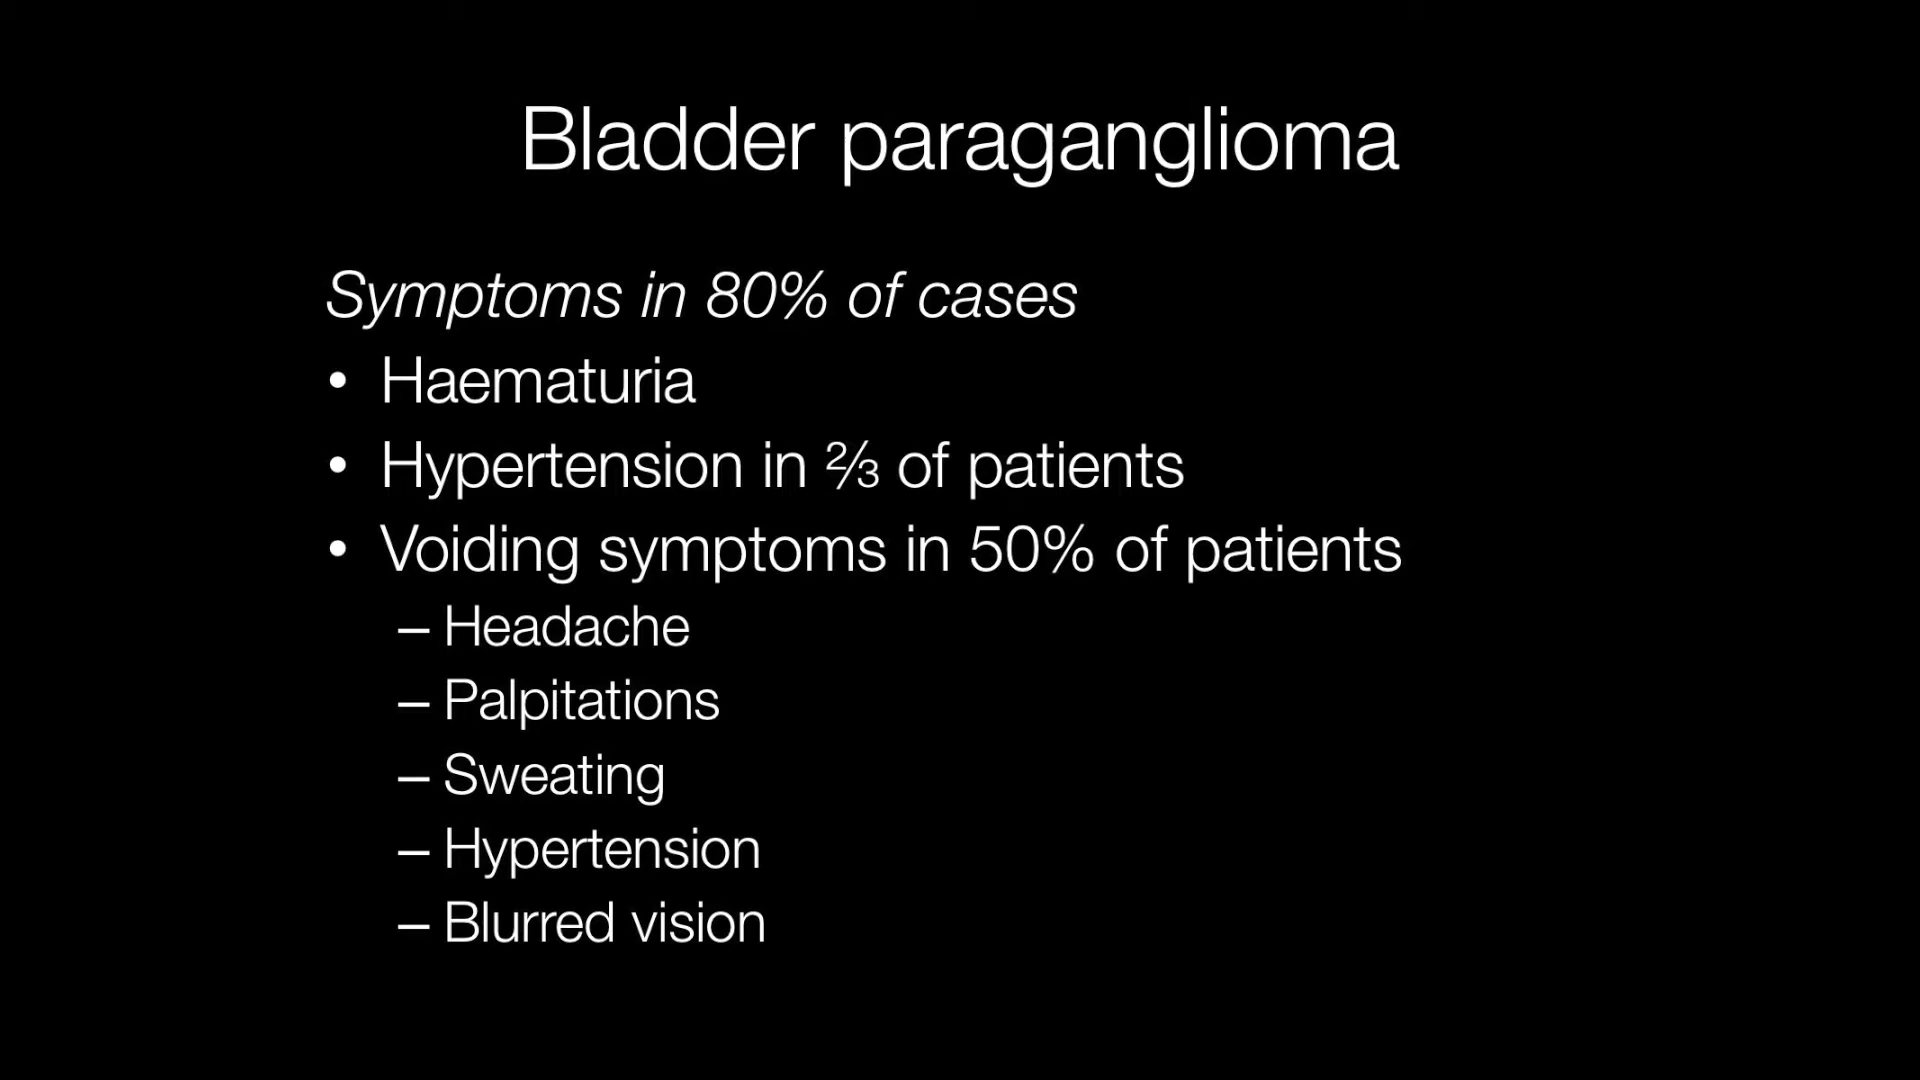 Bladder paraganglioma
Symptoms in 80% of cases
• Haematuria
• Hypertension in ⅔ of patients
• Voiding symptoms in 50% of patients
– Headache
– Palpitations
– Sweating
– Hypertension
– Blurred vision